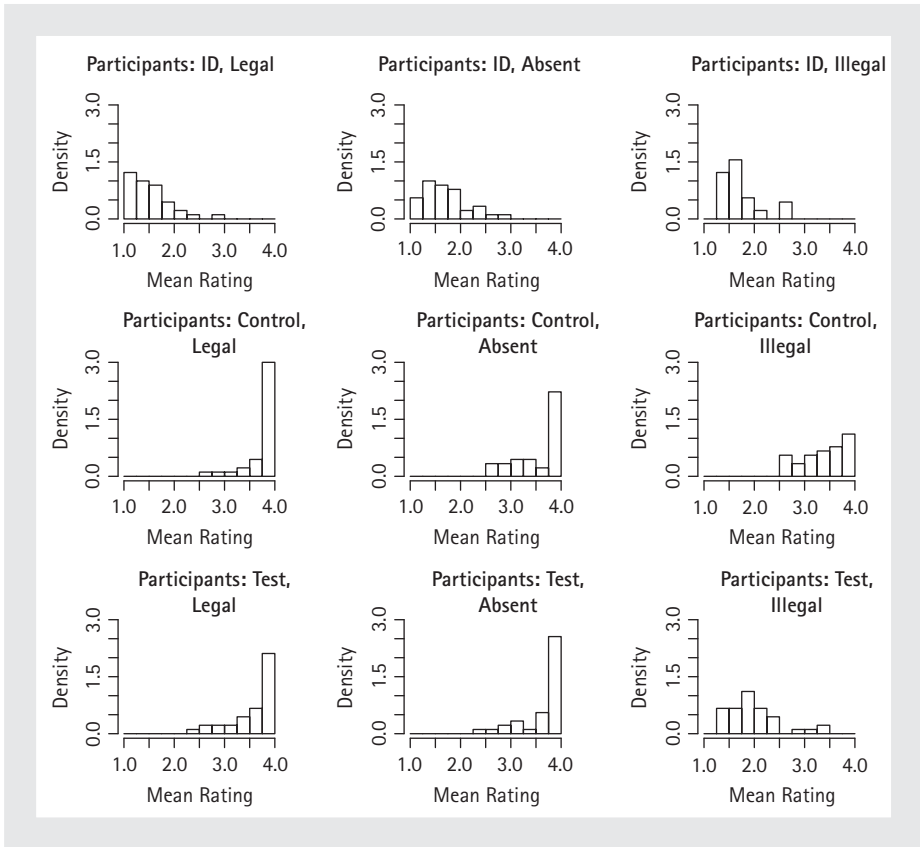 Participants: ID, Legal
3.0
1.5
0.0
Density
1.0 2.0 3.0 4.0
Mean Rating
Participants: ID, Absent
3.0
1.5
0.0
Density
1.0 2.0 3.0 4.0
Mean Rating
Participants: ID, Illegal
3.0
1.5
0.0
Density
1.0 2.0 3.0 4.0
Mean Rating
Participants: Control,
Legal
3.0
1.5
0.0
Density
1.0 2.0 3.0 4.0
Mean Rating
Participants: Control,
Absent
3.0
1.5
0.0
Density
1.0 2.0 3.0 4.0
Mean Rating
Participants: Control,
Illegal
3.0
1.5
0.0
Density
1.0 2.0 3.0 4.0
Mean Rating
Participants: Test,
Legal
3.0
1.5
0.0
Density
1.0 2.0 3.0 4.0
Mean Rating
Participants: Test,
Absent
3.0
1.5
0.0
Density
1.0 2.0 3.0 4.0
Mean Rating
Participants: Test,
Illegal
3.0
1.5
0.0
Density
1.0 2.0 3.0 4.0
Mean Rating